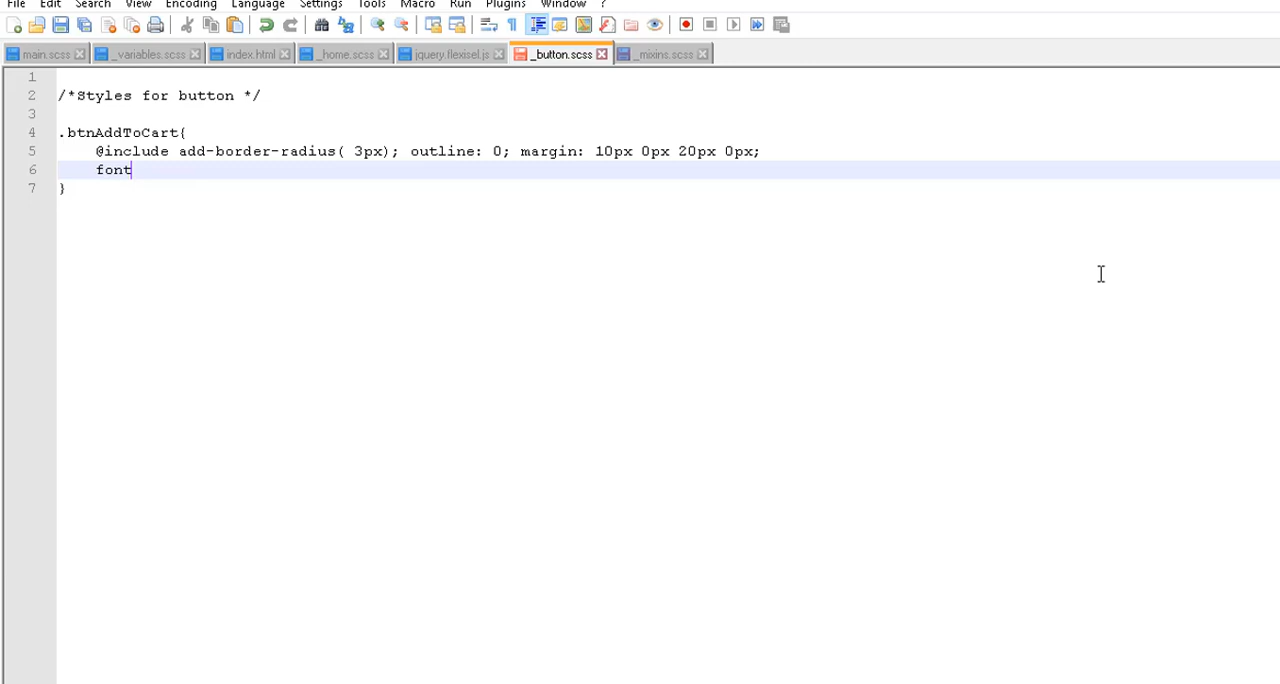 File Edit Search View Encoding Language Settings Tools Macro Run Plugins Window ?
main.scss _variables.scss index.html _home.scss jquery.flexisel.js _button.scss _mixins.scss
1
2 /*Styles for button */
3
4 .btnAddToCart{
5 @include add-border-radius( 3px); outline: 0; margin: 10px 0px 20px 0px;
6 font
7 }